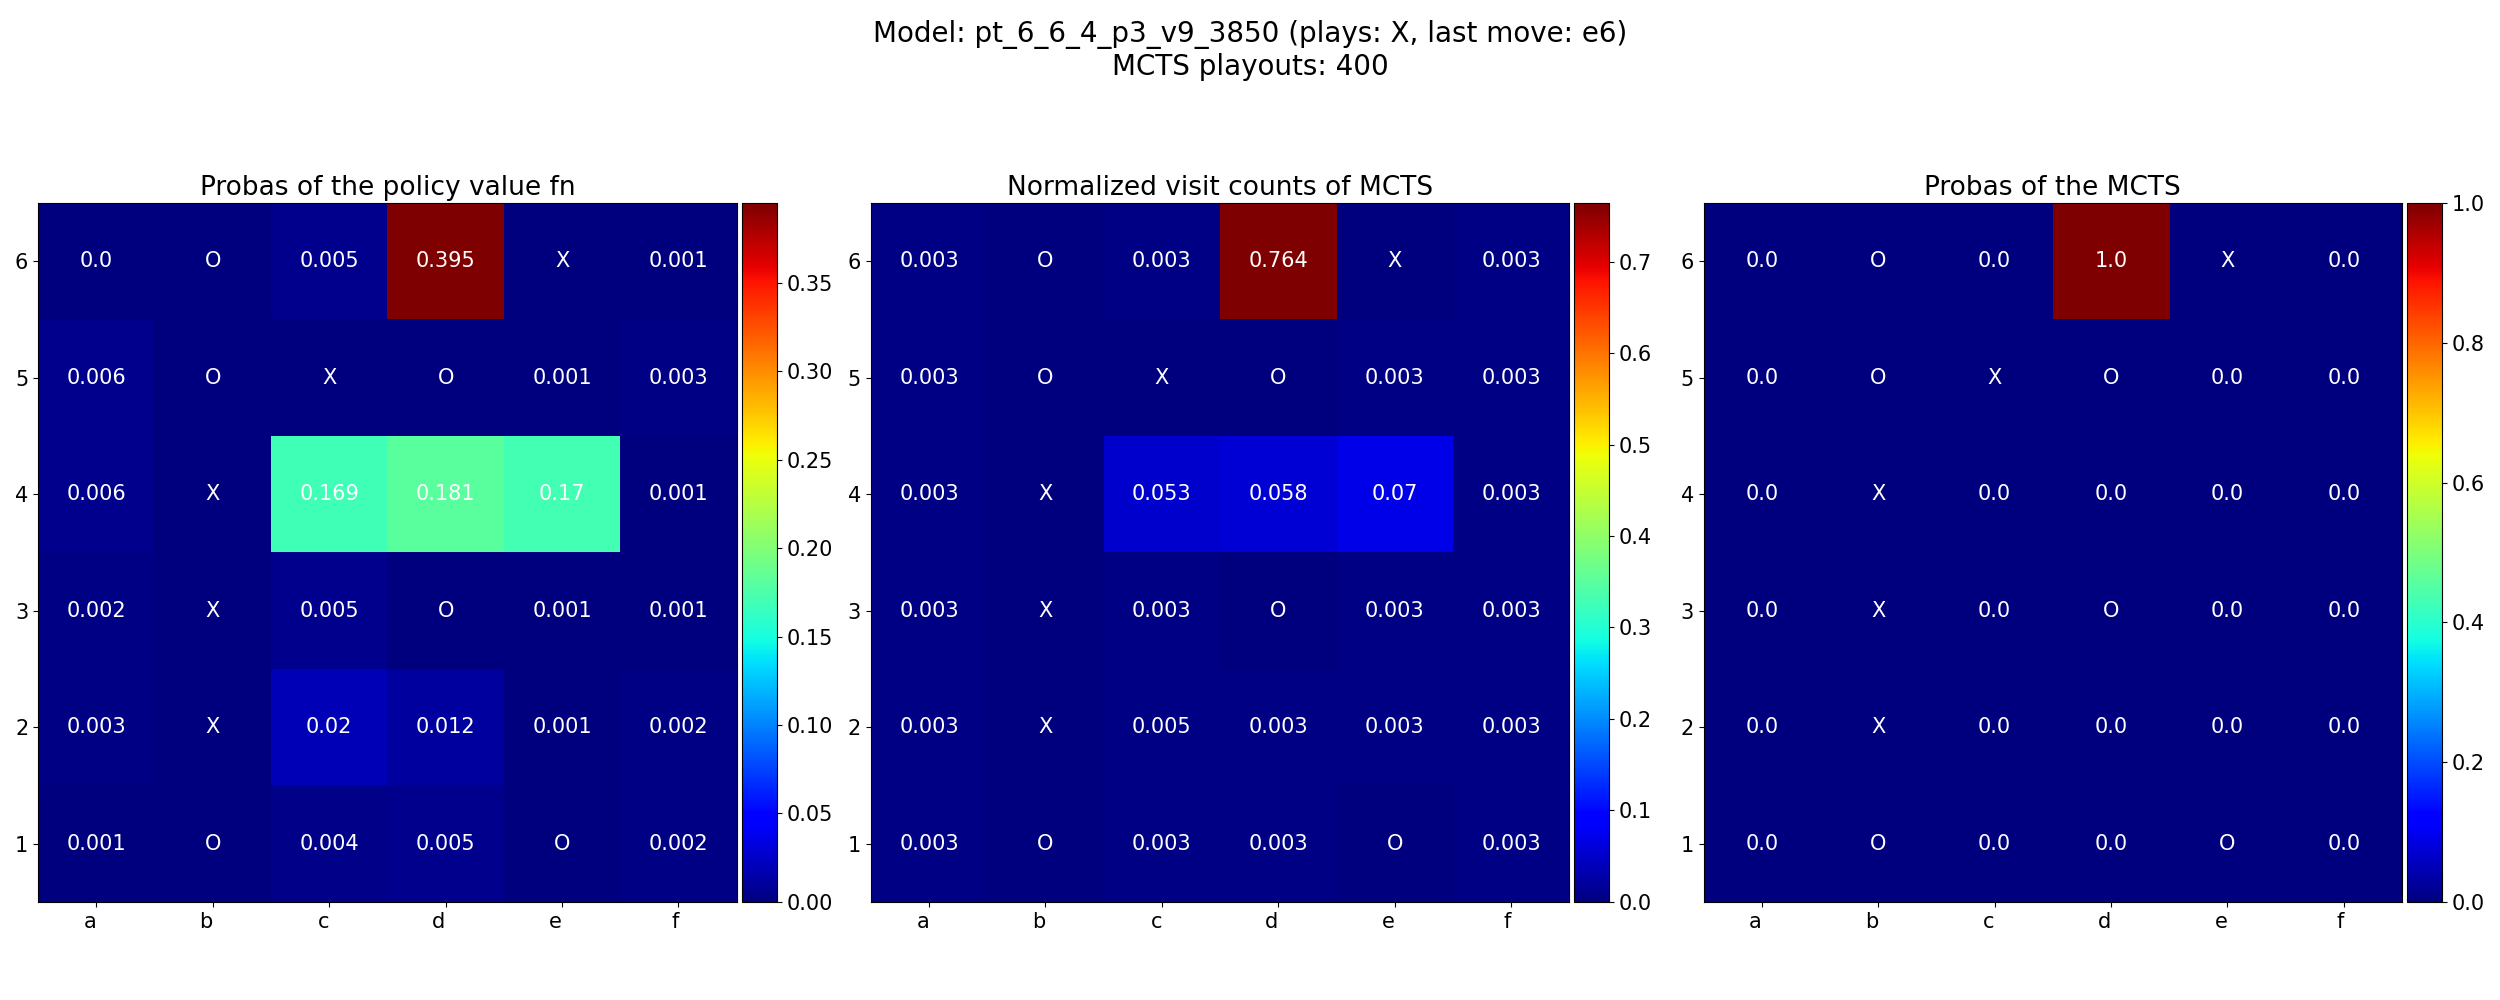 Model: pt_6_6_4_p3_v9_3850 (plays: X, last move: e6)
MCTS playouts: 400
Probas of the policy value fn
6 0.0 O 0.005 0.395 X 0.001
5 0.006 O X O 0.001 0.003
4 0.006 X 0.169 0.181 0.17 0.001
3 0.002 X 0.005 O 0.001 0.001
2 0.003 X 0.02 0.012 0.001 0.002
1 0.001 O 0.004 0.005 O 0.002
a b c d e f
0.35
0.30
0.25
0.20
0.15
0.10
0.05
0.00
Normalized visit counts of MCTS
6 0.003 O 0.003 0.764 X 0.003
5 0.003 O X O 0.003 0.003
4 0.003 X 0.053 0.058 0.07 0.003
3 0.003 X 0.003 O 0.003 0.003
2 0.003 X 0.005 0.003 0.003 0.003
1 0.003 O 0.003 0.003 O 0.003
a b c d e f
0.7
0.6
0.5
0.4
0.3
0.2
0.1
0.0
Probas of the MCTS
6 0.0 O 0.0 1.0 X 0.0
5 0.0 O X O 0.0 0.0
4 0.0 X 0.0 0.0 0.0 0.0
3 0.0 X 0.0 O 0.0 0.0
2 0.0 X 0.0 0.0 0.0 0.0
1 0.0 O 0.0 0.0 O 0.0
a b c d e f
1.0
0.8
0.6
0.4
0.2
0.0